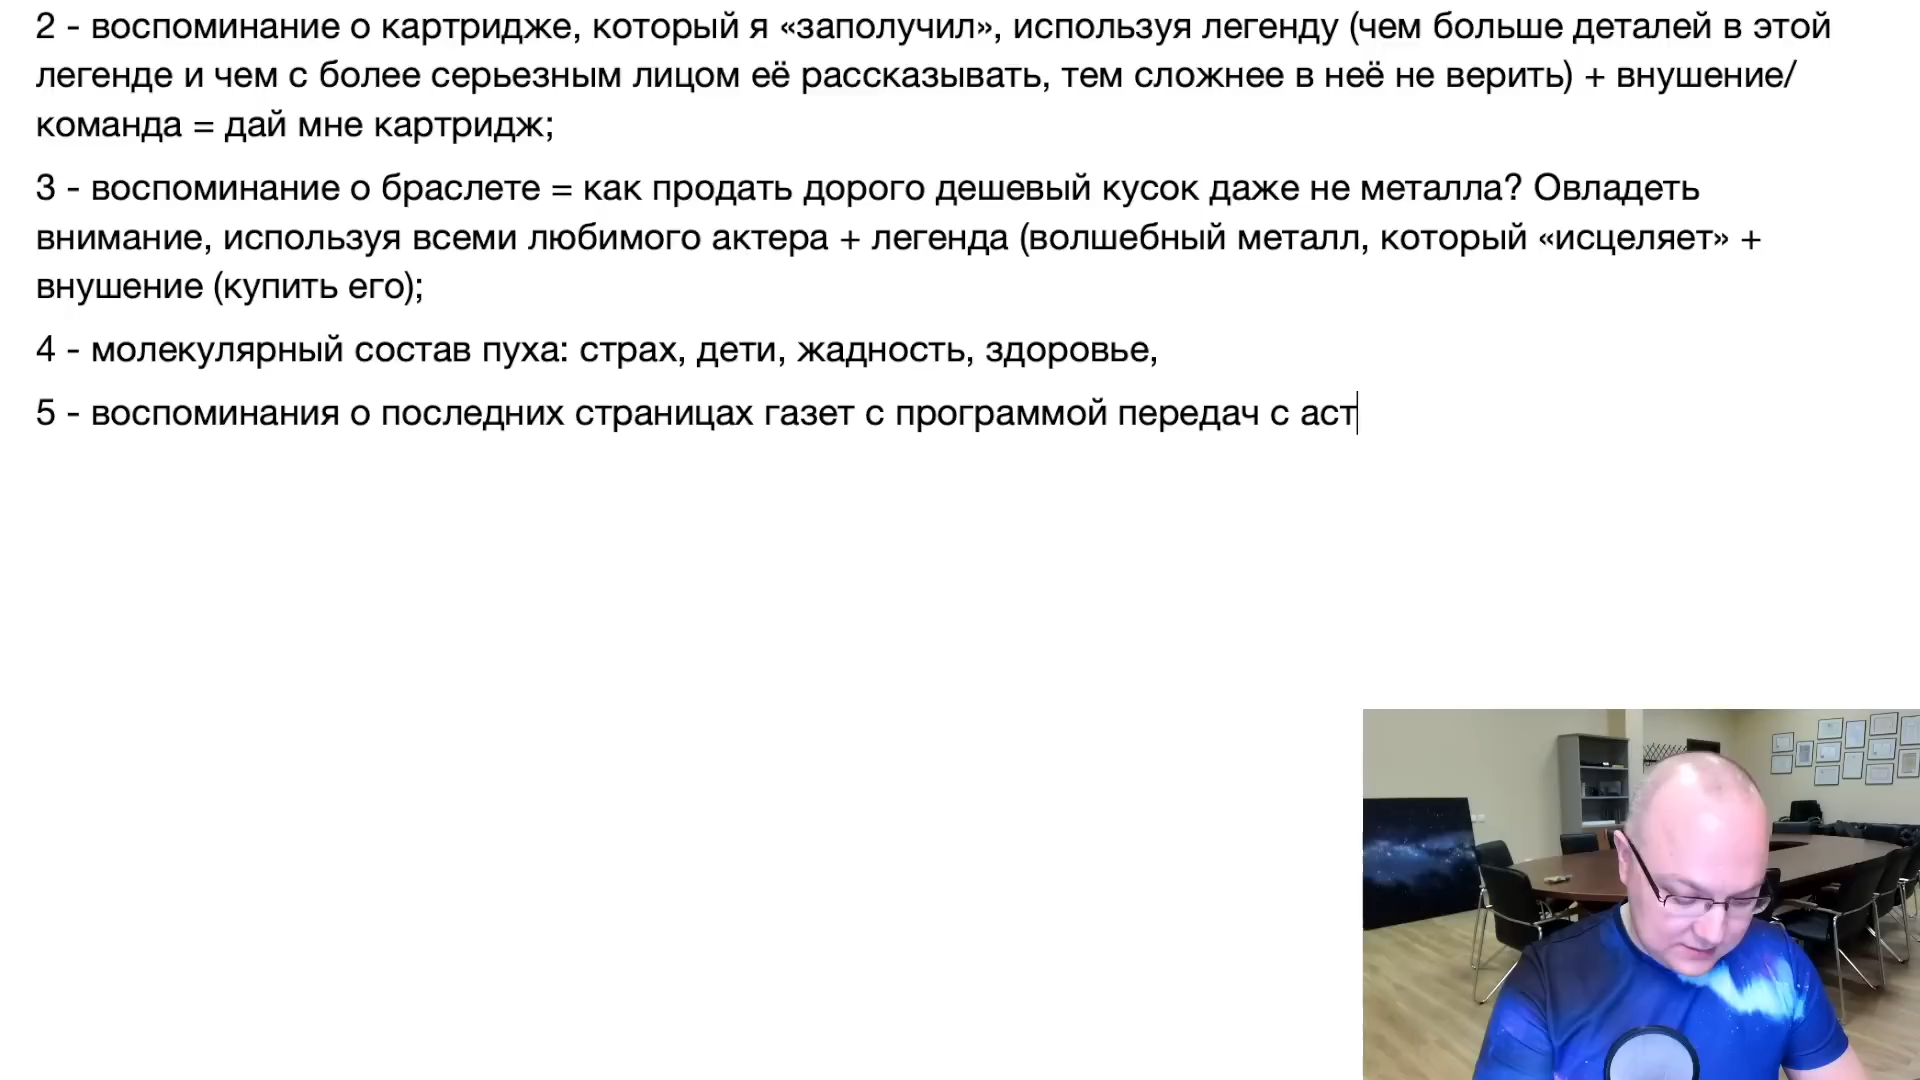 2 - воспоминание о картридже, который я «заполучил», используя легенду (чем больше деталей в этой
легенде и чем с более серьезным лицом её рассказывать, тем сложнее в неё не верить) + внушение/
команда = дай мне картридж;
3 - воспоминание о браслете = как продать дорого дешевый кусок даже не металла? Овладеть
внимание, используя всеми любимого актера + легенда (волшебный металл, который «исцеляет» +
внушение (купить его);
4 - молекулярный состав пуха: страх, дети, жадность, здоровье,
5 - воспоминания о последних страницах газет с программой передач с аст